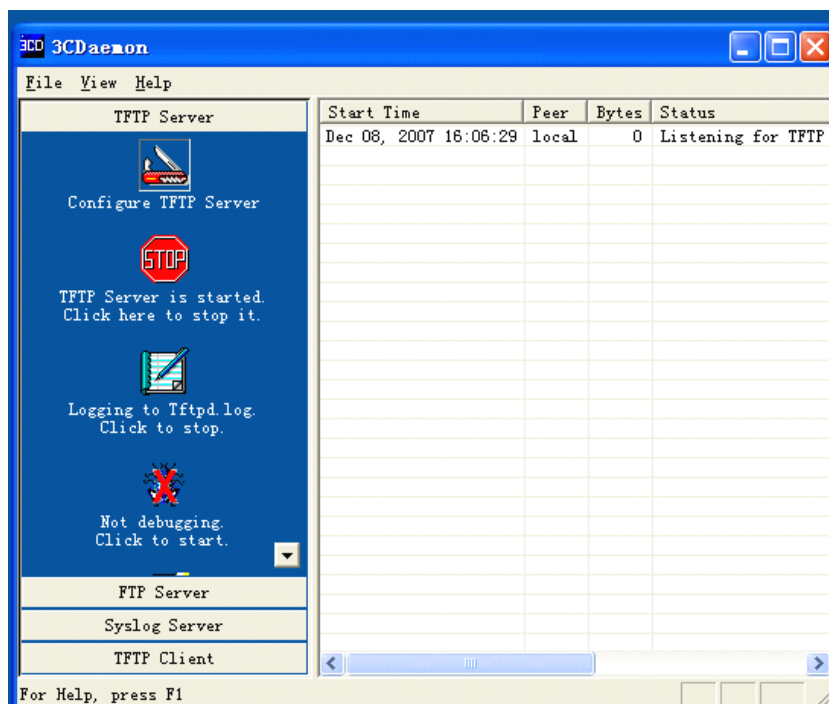 3CD 3CDaemon
File View Help
TFTP Server
Configure TFTP Server
STOP
TFTP Server is started.
Click here to stop it.
Logging to Tftpd.log.
Click to stop.
Not debugging.
Click to start.
FTP Server
Syslog Server
TFTP Client
Start Time Peer Bytes Status
Dec 08, 2007 16:06:29 local 0 Listening for TFTP
For Help, press F1